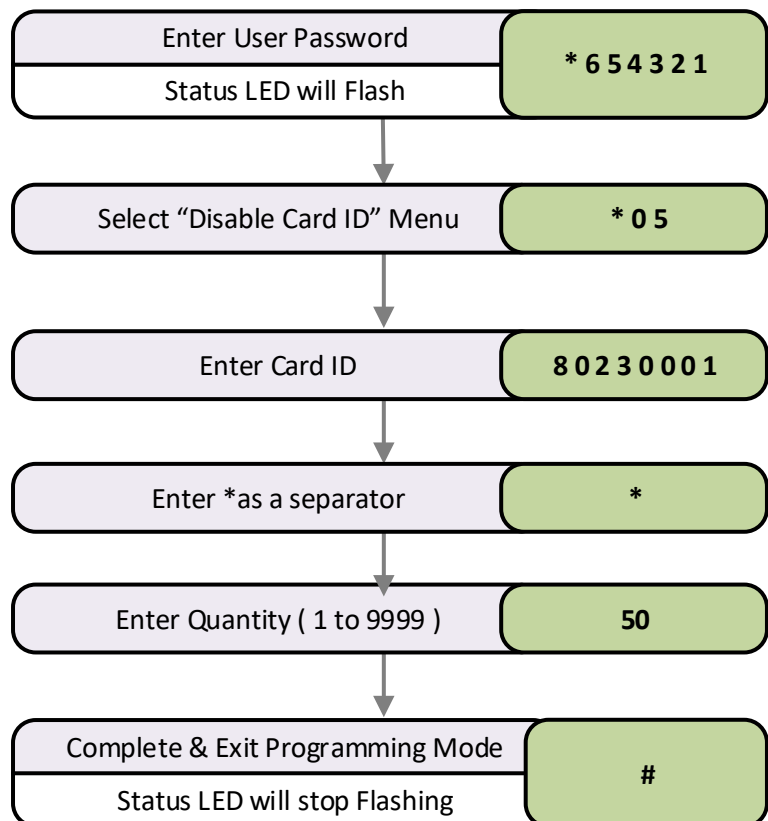 Enter User Password
* 6 5 4 3 2 1
Status LED will Flash
Select “Disable Card ID” Menu
* 0 5
Enter Card ID
8 0 2 3 0 0 0 1
Enter *as a separator
*
Enter Quantity ( 1 to 9999 )
50
Complete & Exit Programming Mode
#
Status LED will stop Flashing